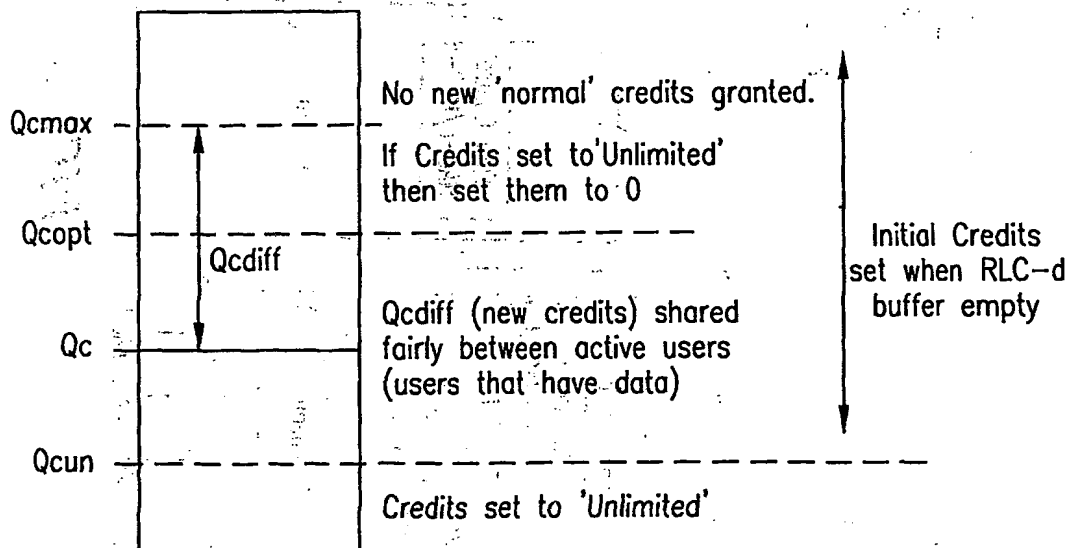 No new 'normal' credits granted.
Qcmax
If Credits set to 'Unlimited'
then set them to 0
Qcopt
Qcdiff
Initial Credits
set when RLC-d
buffer empty
Qcdiff (new credits) shared
fairly between active users
(users that have data)
Qc
Qcun
Credits set to 'Unlimited'